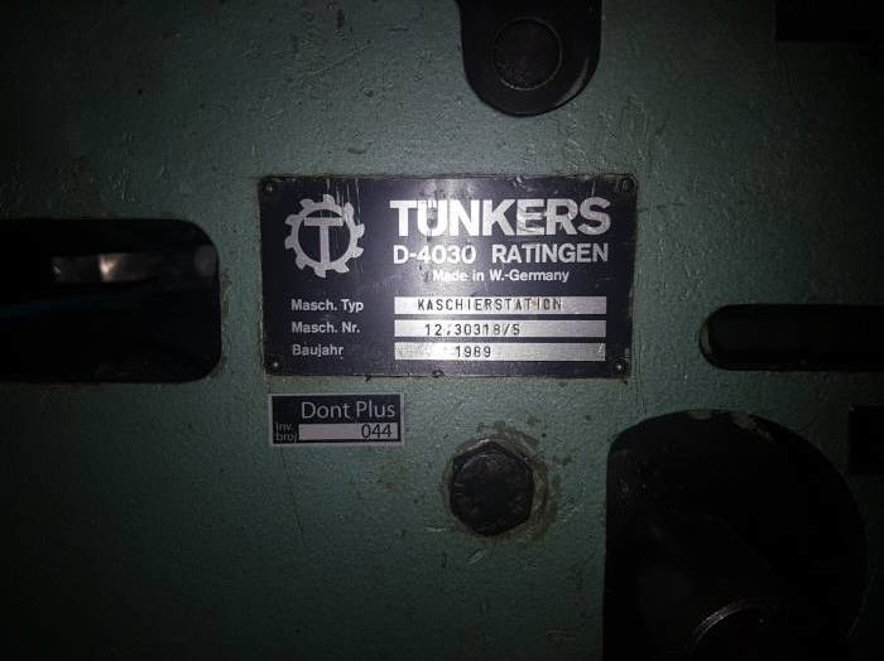 T
TÜNKERS
D-4030 RATINGEN
Made in W.-Germany
Masch. Typ KASCHIERSTATION
Masch. Nr. 12.30318/5
Baujahr 1989
Dont Plus
Inv. broj 044